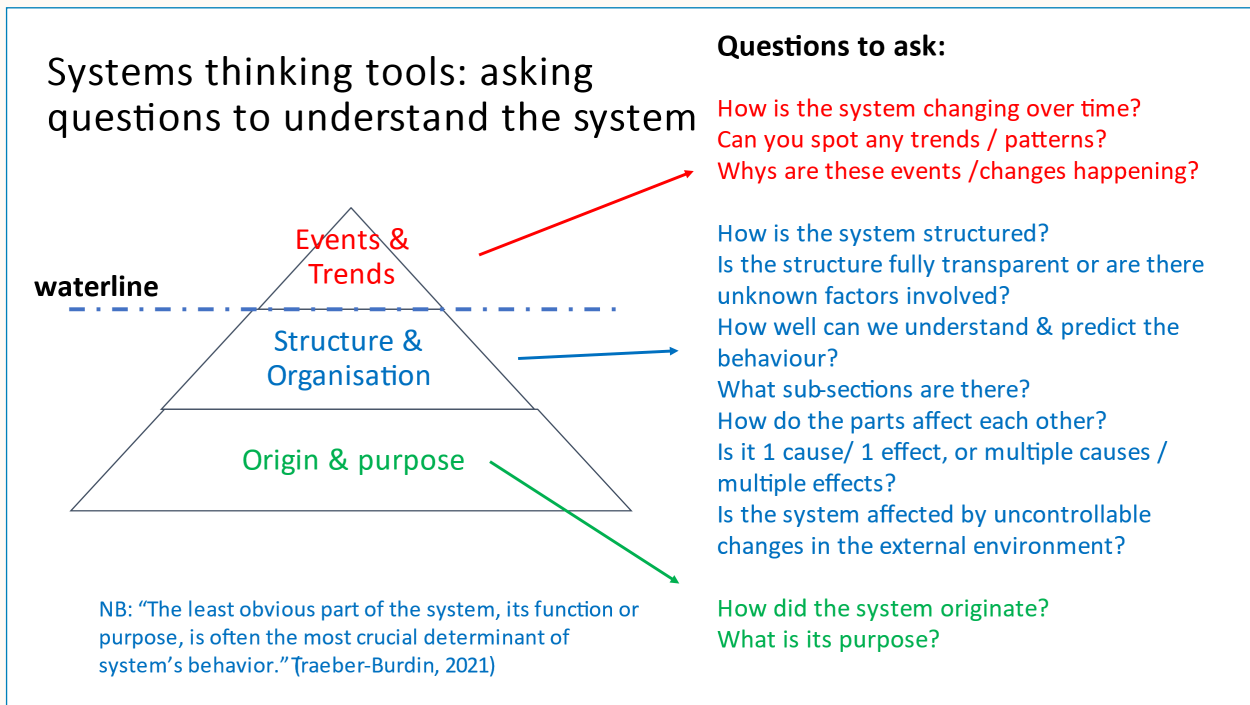 Systems thinking tools: asking
questions to understand the system
Events &
Trends
waterline
Structure &
Organisation
Origin & purpose
NB: “The least obvious part of the system, its function or
purpose, is often the most crucial determinant of
system’s behavior.” (Traeber-Burdin, 2021)
Questions to ask:
How is the system changing over time?
Can you spot any trends / patterns?
Whys are these events /changes happening?
How is the system structured?
Is the structure fully transparent or are there
unknown factors involved?
How well can we understand & predict the
behaviour?
What sub-sections are there?
How do the parts affect each other?
Is it 1 cause/ 1 effect, or multiple causes /
multiple effects?
Is the system affected by uncontrollable
changes in the external environment?
How did the system originate?
What is its purpose?